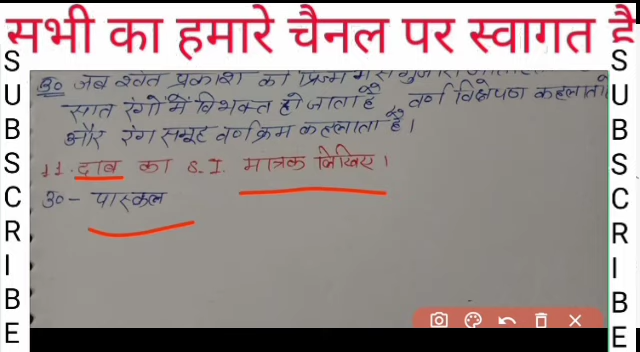 सभी का हमारे चैनल पर स्वागत है
उ० जब श्वेत प्रकाश को प्रिज्म से गुजारा जाता है
सात रंगों में विभक्त हो जाता है वर्ण विक्षेपण कहलाता है
और रंग समूह वर्णक्रम कहलाता है।
11. दाब का S.I. मात्रक लिखिए।
उ०- पास्कल
SUBSCRIBE
SUBSCRIBE